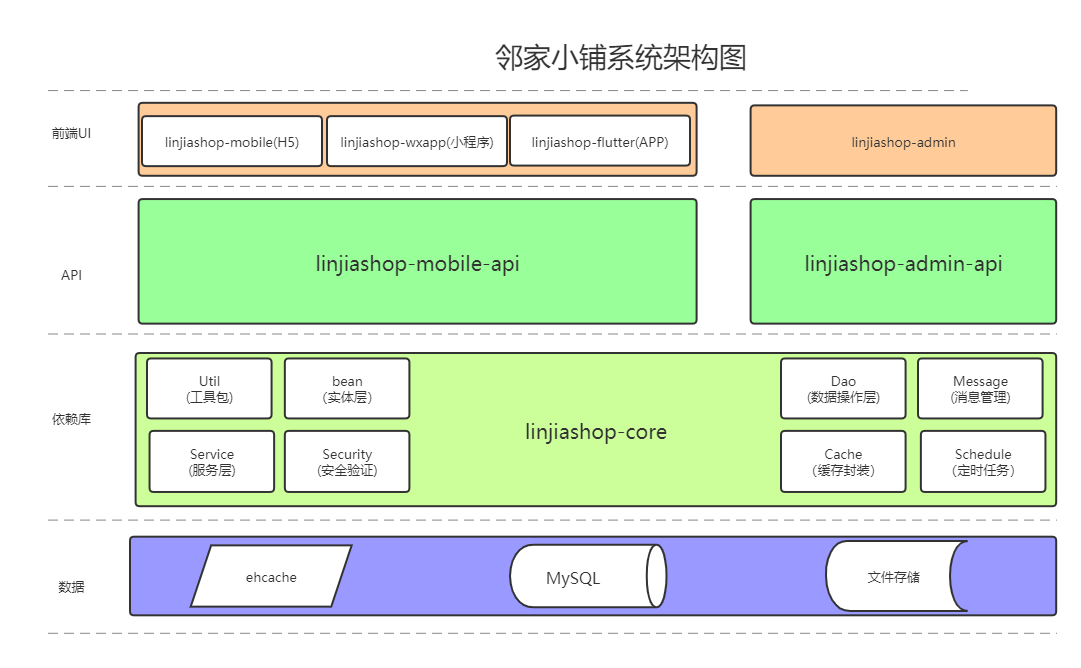 邻家小铺系统架构图
前端UI
linjiashop-mobile(H5)
linjiashop-wxapp(小程序)
linjiashop-flutter(APP)
linjiashop-admin
API
linjiashop-mobile-api
linjiashop-admin-api
依赖库
Util
(工具包)
bean
(实体层）
Service
(服务层)
Security
(安全验证)
linjiashop-core
Dao
(数据操作层)
Message
(消息管理)
Cache
（缓存封装）
Schedule
（定时任务）
数据
ehcache
MySQL
文件存储